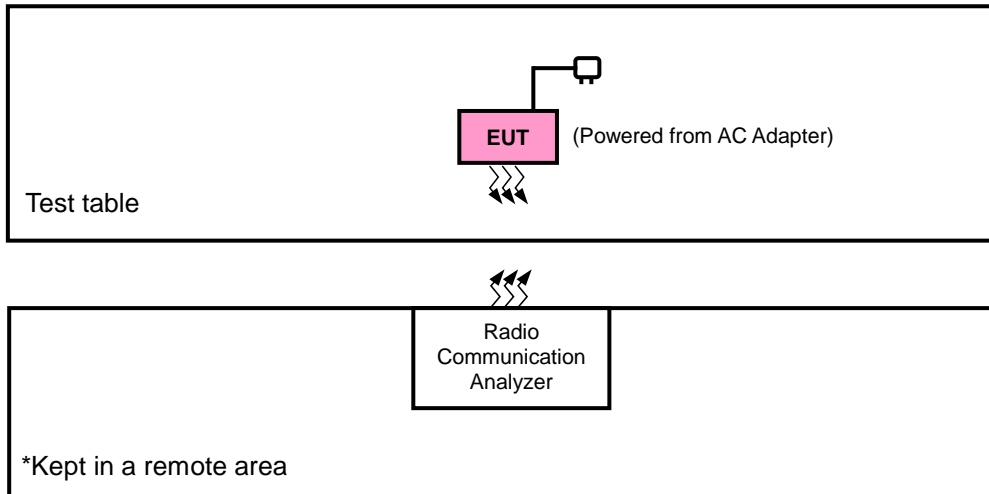 EUT
(Powered from AC Adapter)
Test table
Radio
Communication
Analyzer
*Kept in a remote area